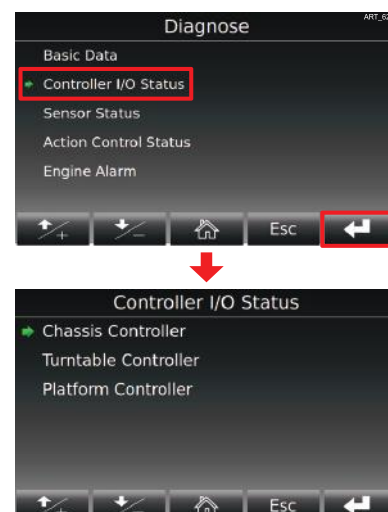 Diagnose
Basic Data
Controller I/O Status
Sensor Status
Action Control Status
Engine Alarm
Esc
Controller I/O Status
Chassis Controller
Turntable Controller
Platform Controller
Esc